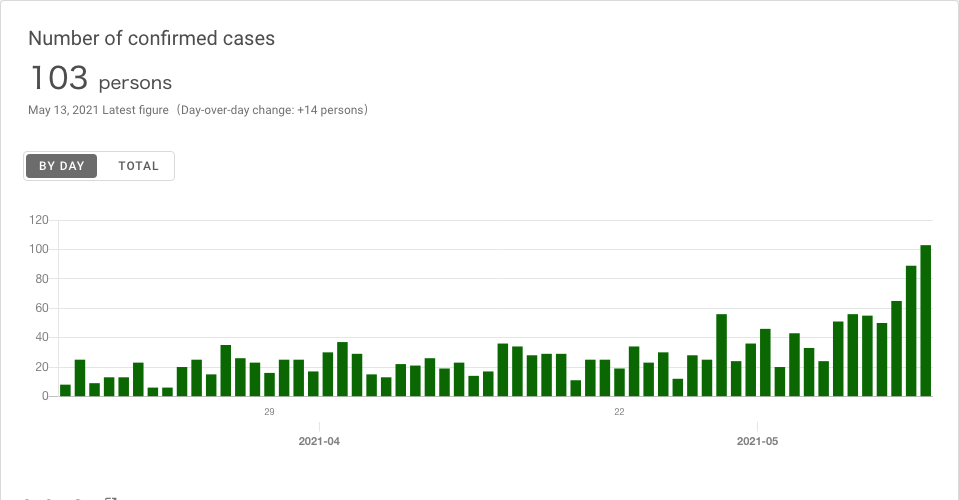 Number of confirmed cases
103 persons
May 13, 2021 Latest figure（Day-over-day change: +14 persons）
BY DAY TOTAL
120
100
80
60
40
20
0
29 22
2021-04 2021-05